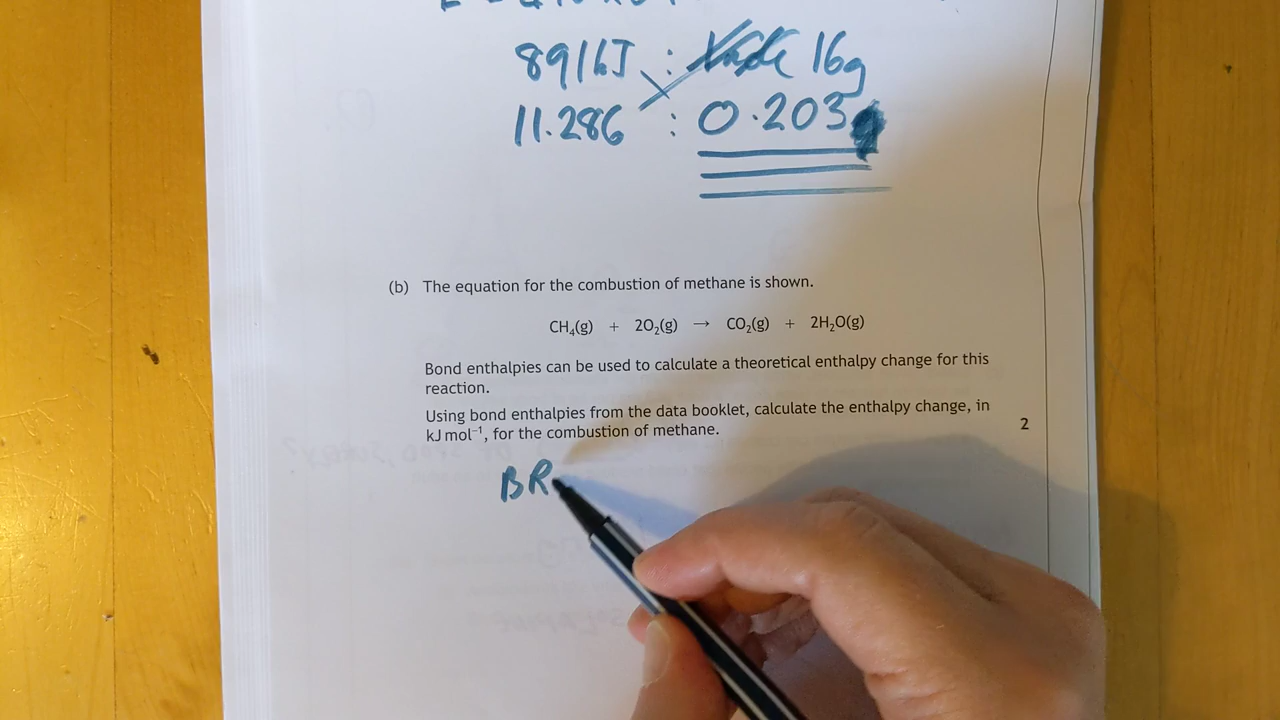 891kJ : 16g
11.286 : 0.203
(b) The equation for the combustion of methane is shown.
CH₄(g) + 2O₂(g) → CO₂(g) + 2H₂O(g)
Bond enthalpies can be used to calculate a theoretical enthalpy change for this
reaction.
Using bond enthalpies from the data booklet, calculate the enthalpy change, in
kJ mol⁻¹, for the combustion of methane.
2
BR